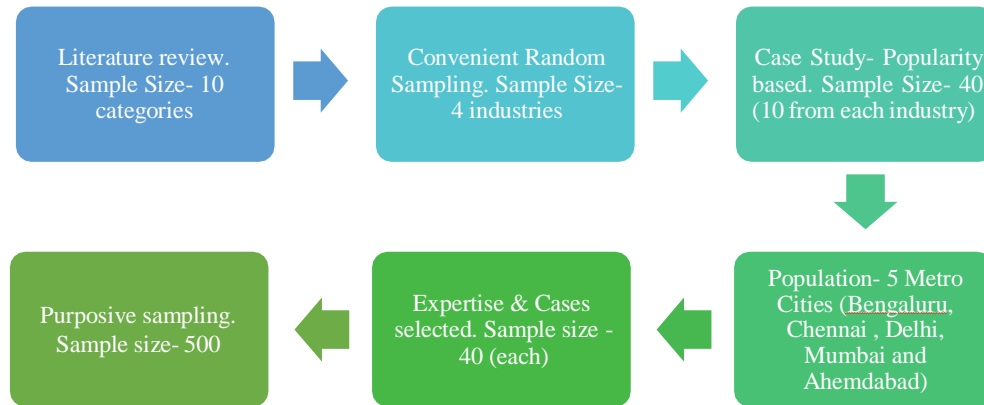 Literature review.
Sample Size- 10
categories
Convenient Random
Sampling. Sample Size-
4 industries
Case Study- Popularity
based. Sample Size- 40
(10 from each industry)
Population- 5 Metro
Cities (Bengaluru,
Chennai , Delhi,
Mumbai and
Ahemdabad)
Expertise & Cases
selected. Sample size -
40 (each)
Purposive sampling.
Sample size- 500